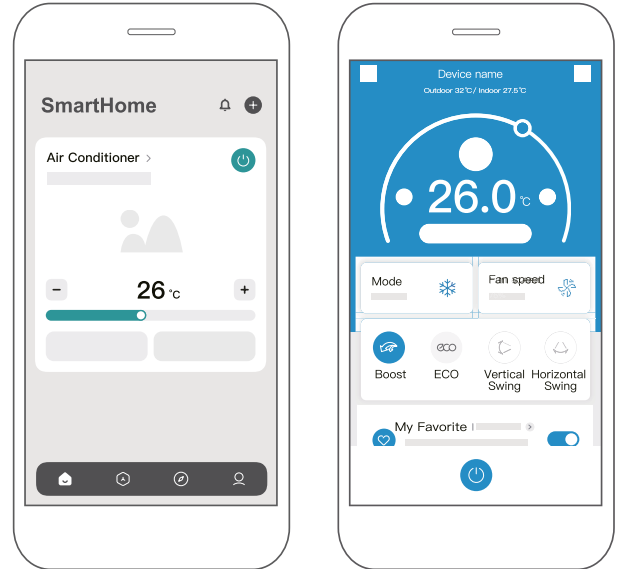 SmartHome
Air Conditioner >
− 26 °C +
Device name
Outdoor 32℃/ Indoor 27.5℃
26.0 ℃
Mode
Fan speed
eco
Boost
ECO
Vertical Swing
Horizontal Swing
My Favorite